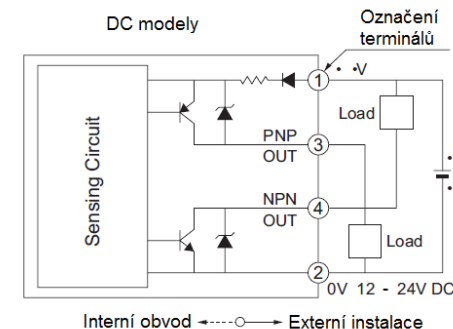 DC modely
Označení
terminálů
1
V
Load
Sensing Circuit
PNP
OUT
3
NPN
OUT
4
Load
2
0V 12 - 24V DC
Interní obvod
Externí instalace